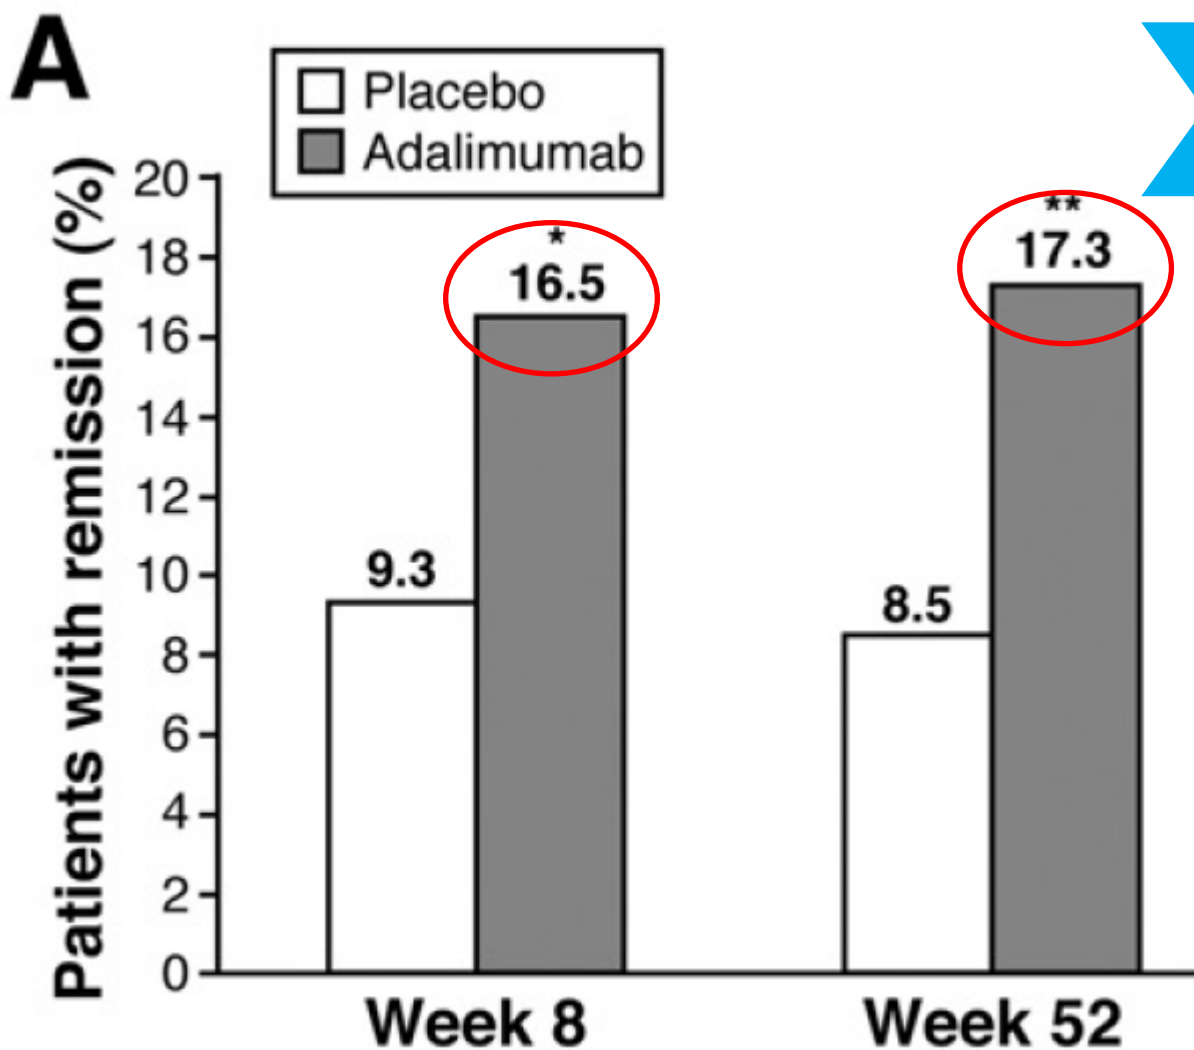 A
Placebo
Adalimumab
Patients with remission (%)
20
18
16
14
12
10
8
6
4
2
0
9.3
*
16.5
8.5
**
17.3
Week 8
Week 52